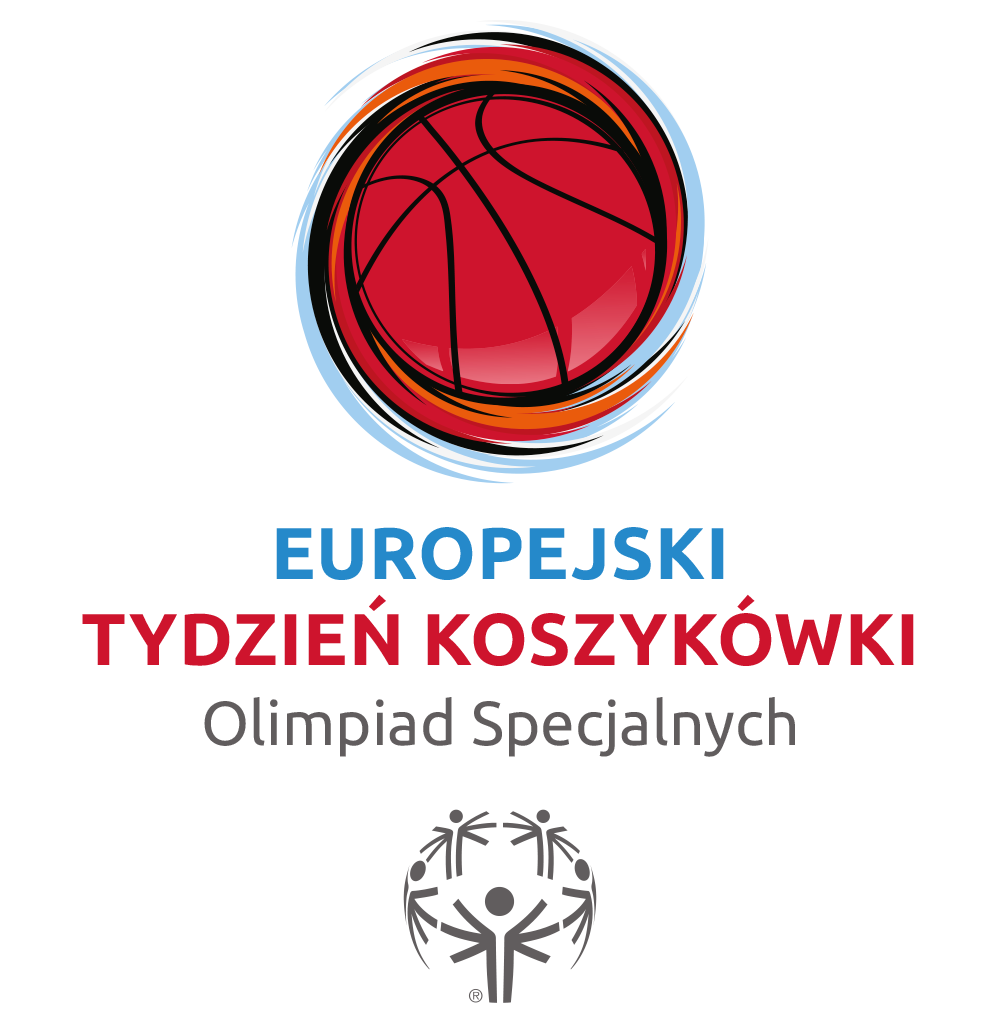 EUROPEJSKI
TYDZIEŃ KOSZYKÓWKI
Olimpiad Specjalnych
®